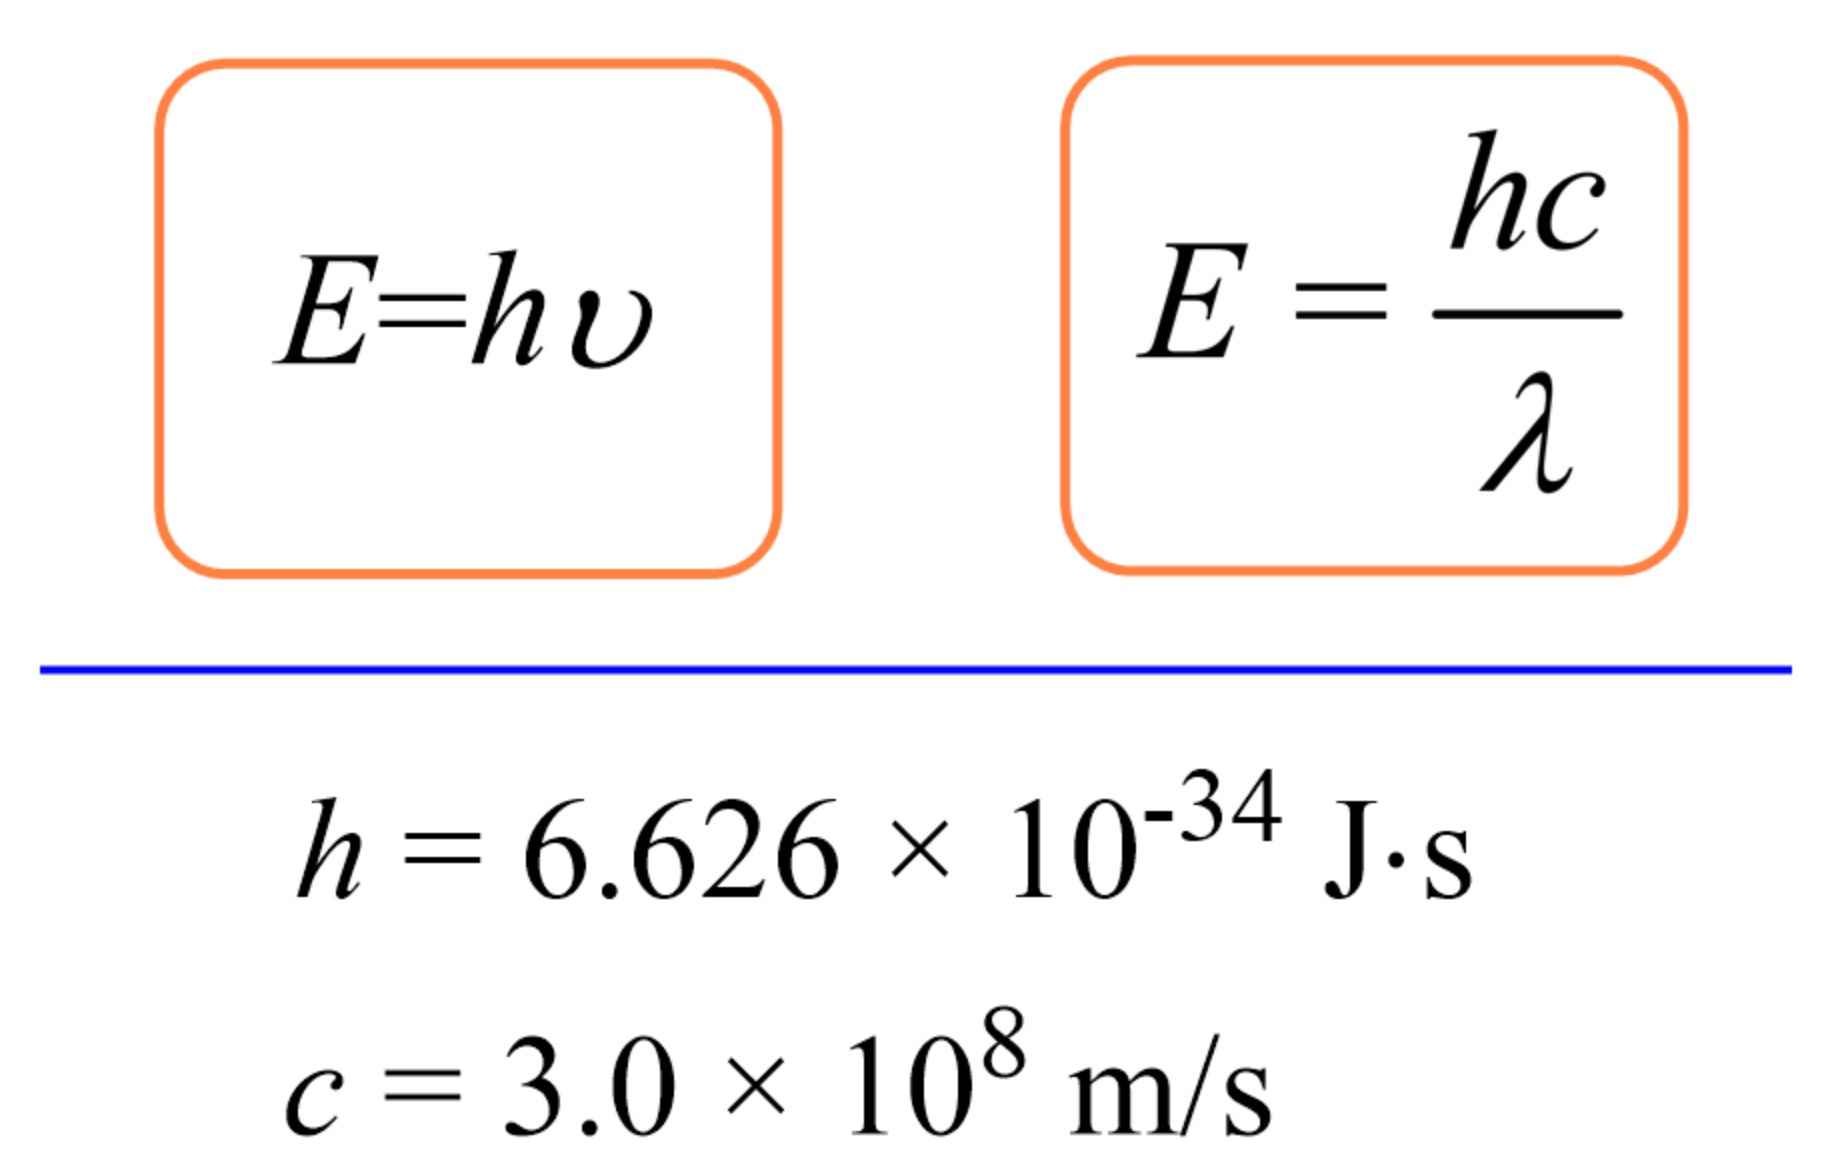 E=hυ
E = hc/λ
h = 6.626 × 10⁻³⁴ J·s
c = 3.0 × 10⁸ m/s